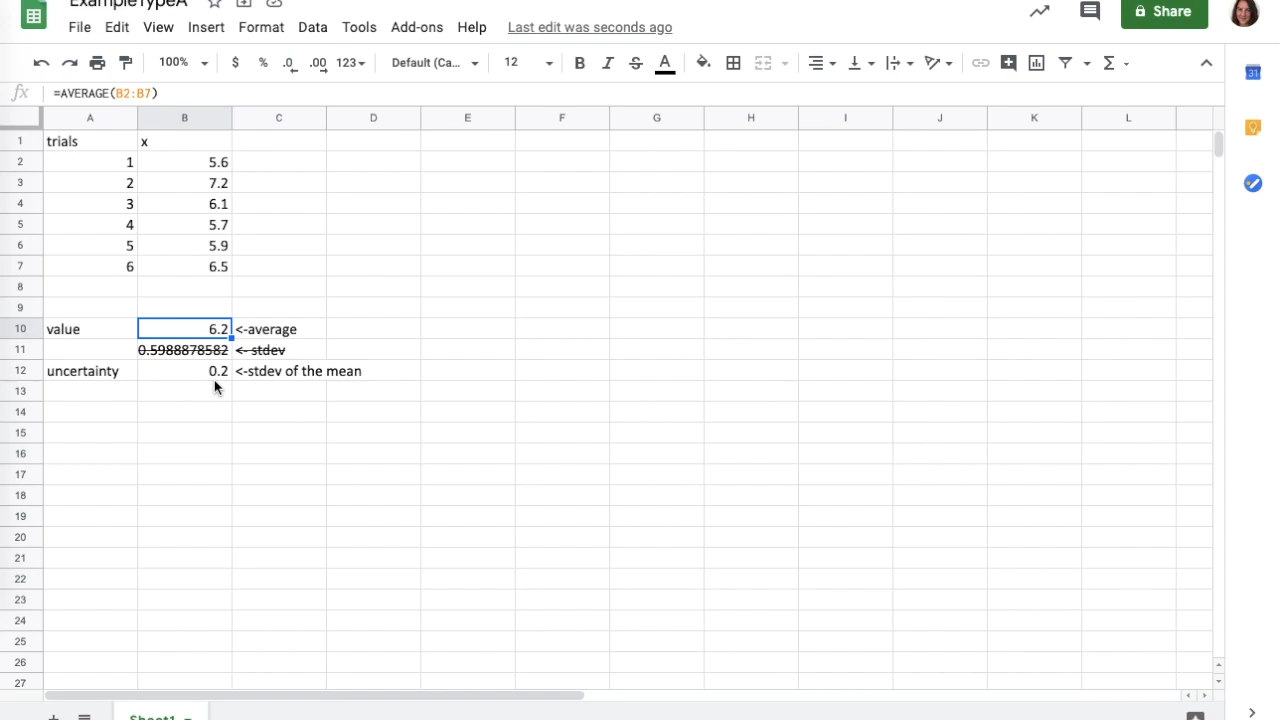 ExampleTypeA
File Edit View Insert Format Data Tools Add-ons Help Last edit was seconds ago
Share
100% $ % .0 .00 123 Default (Ca... 12 B I S A Σ
fx =AVERAGE(B2:B7)
A B C D E F G H I J K L
1 trials x
2 1 5.6
3 2 7.2
4 3 6.1
5 4 5.7
6 5 5.9
7 6 6.5
8
9
10 value 6.2 <-average
11 0.5988878582 <- stdev
12 uncertainty 0.2 <-stdev of the mean
13
14
15
16
17
18
19
20
21
22
23
24
25
26
27
Sheet1
31